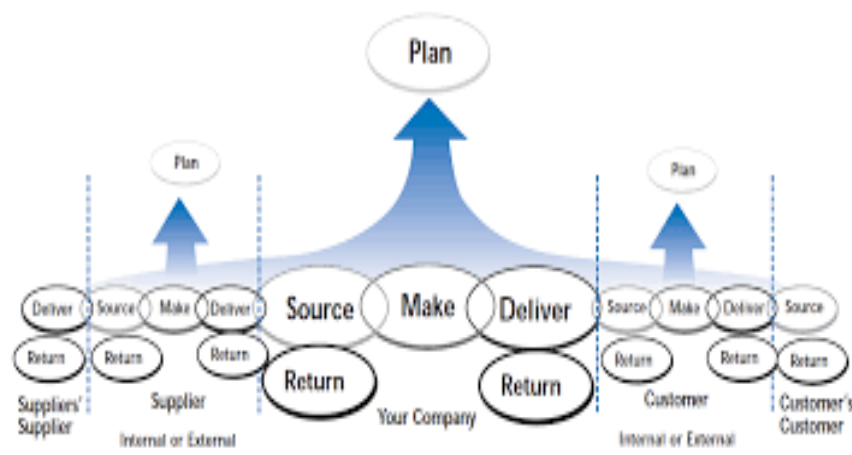 Plan
Plan
Plan
Deliver Source Make Deliver Source Make Deliver Source Make Deliver Source
Return Return Return Return Return Return Return Return
Suppliers' Supplier Your Company Customer Customer's
Supplier Customer
Internal or External Internal or External